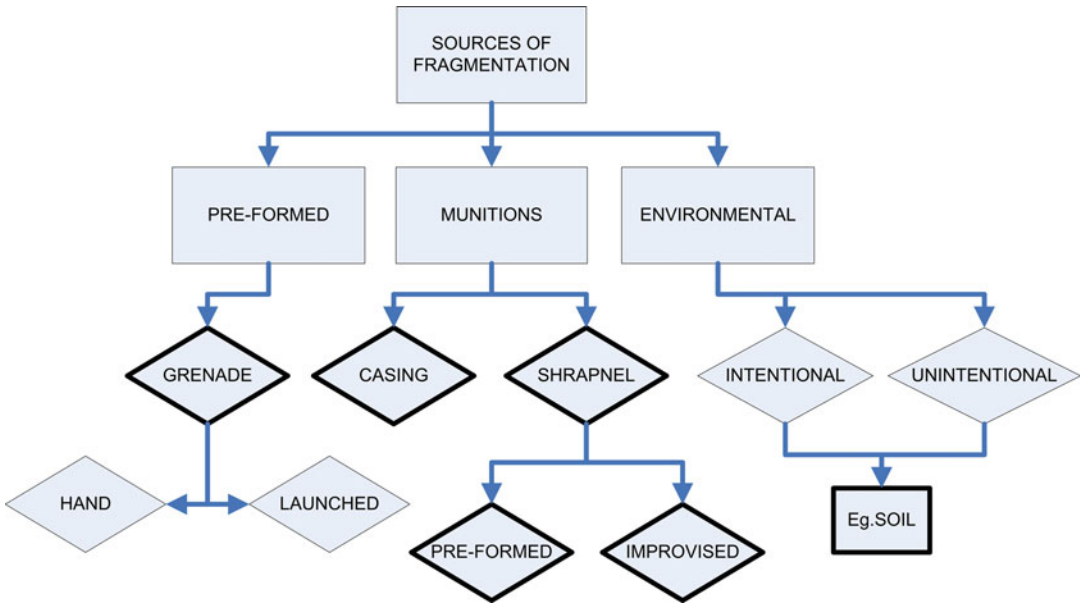 SOURCES OF
FRAGMENTATION
PRE-FORMED
MUNITIONS
ENVIRONMENTAL
GRENADE
CASING
SHRAPNEL
INTENTIONAL
UNINTENTIONAL
HAND
LAUNCHED
PRE-FORMED
IMPROVISED
Eg.SOIL